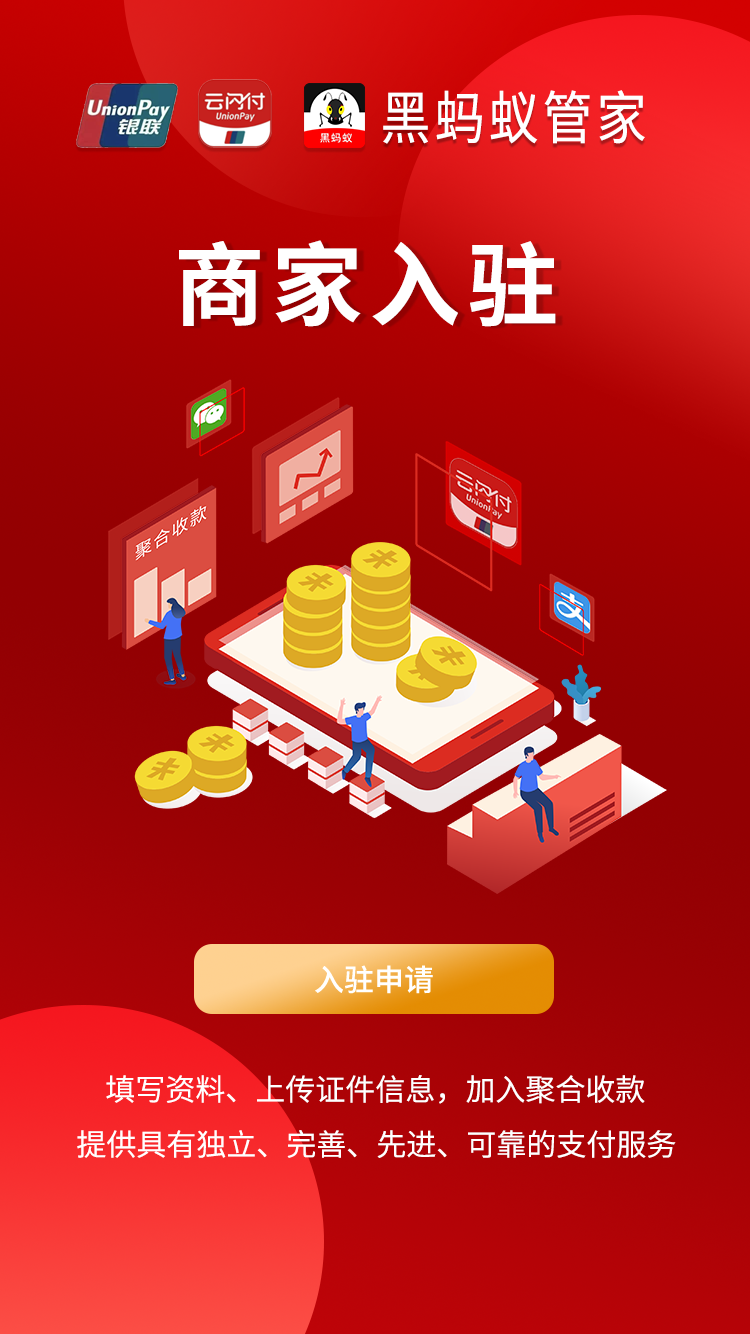 UnionPay
银联
云闪付
UnionPay
黑蚂蚁
黑蚂蚁管家
商家入驻
云闪付
UnionPay
聚合收款
支
入驻申请
填写资料、上传证件信息，加入聚合收款
提供具有独立、完善、先进、可靠的支付服务